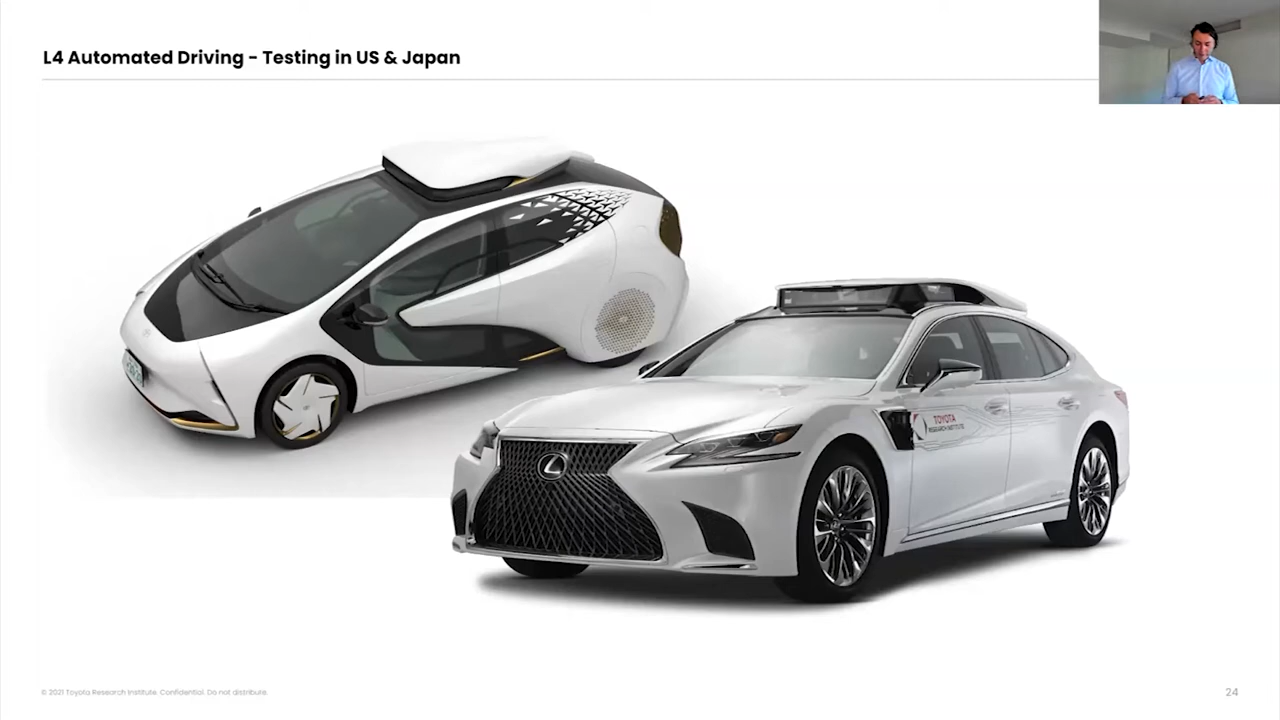 L4 Automated Driving - Testing in US & Japan
TOYOTA
RESEARCH INSTITUTE
© 2021 Toyota Research Institute. Confidential. Do not distribute.
24